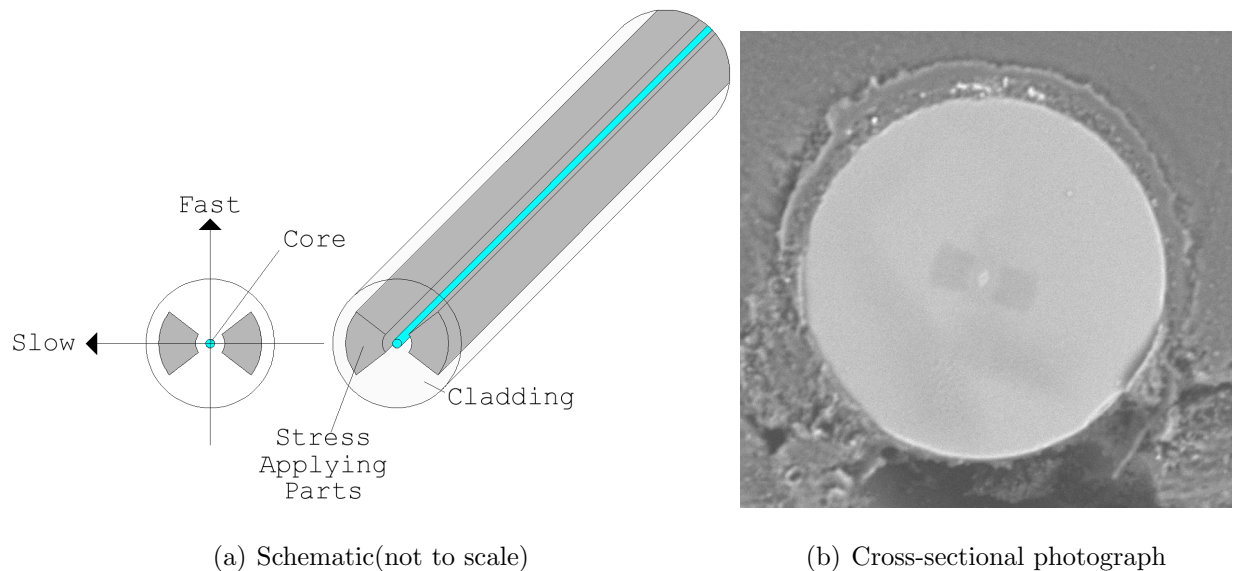 Fast
Core
Slow
Cladding
Stress
Applying
Parts
(a) Schematic(not to scale)
(b) Cross-sectional photograph